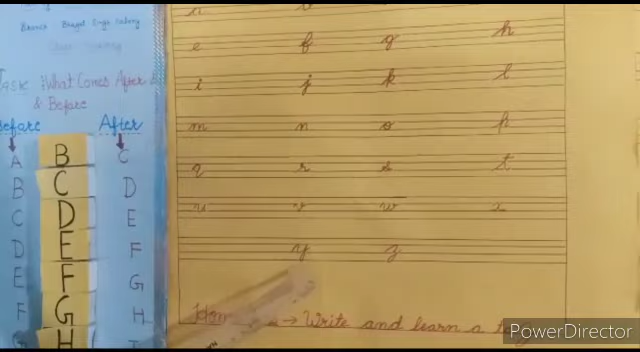 Task :What Comes After
& Before
Before After
A B C
B C D
C D E
D E F
E F G
F G H
G H I
e f g h
i j k l
m n o p
q r s t
u v w x
y z
→ Write and learn a
PowerDirector